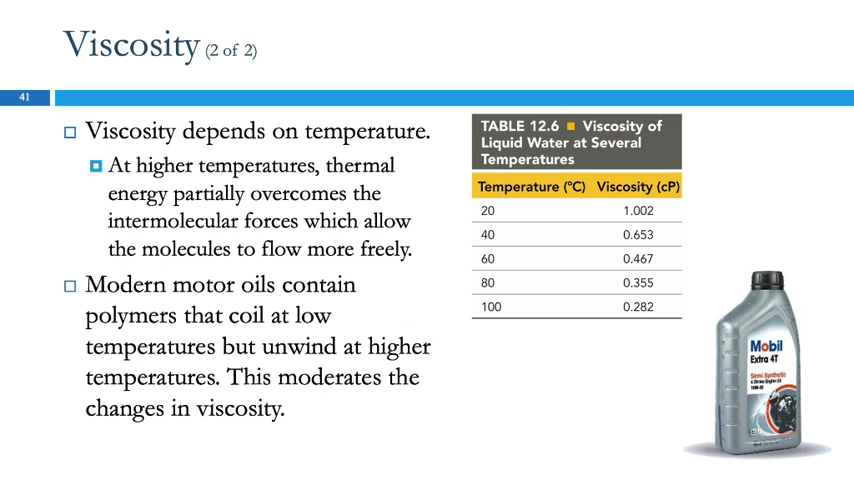 Viscosity (2 of 2)
41
Viscosity depends on temperature.
At higher temperatures, thermal
energy partially overcomes the
intermolecular forces which allow
the molecules to flow more freely.
Modern motor oils contain
polymers that coil at low
temperatures but unwind at higher
temperatures. This moderates the
changes in viscosity.
TABLE 12.6 ■ Viscosity of
Liquid Water at Several
Temperatures
Temperature (°C) Viscosity (cP)
20 1.002
40 0.653
60 0.467
80 0.355
100 0.282
Mobil
Extra 4T
Semi Synthetic